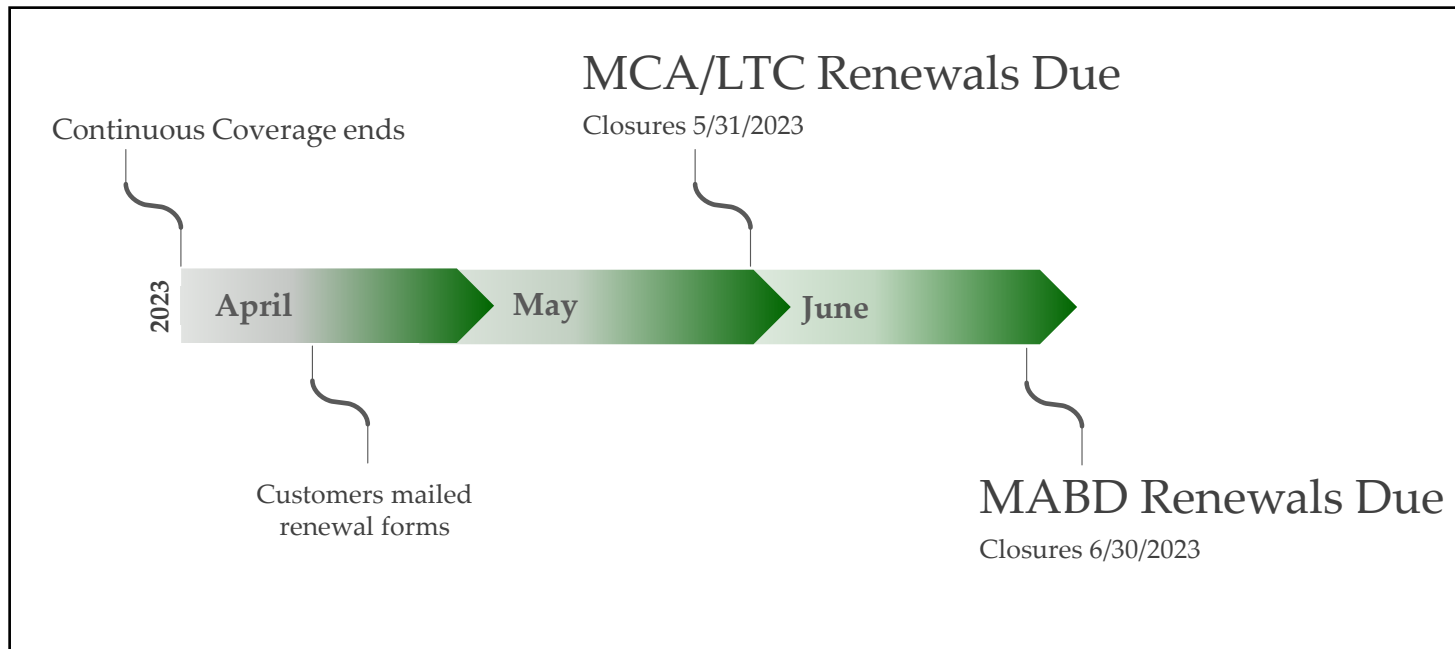 MCA/LTC Renewals Due
Closures 5/31/2023
Continuous Coverage ends
2023
April
May
June
Customers mailed
renewal forms
MABD Renewals Due
Closures 6/30/2023